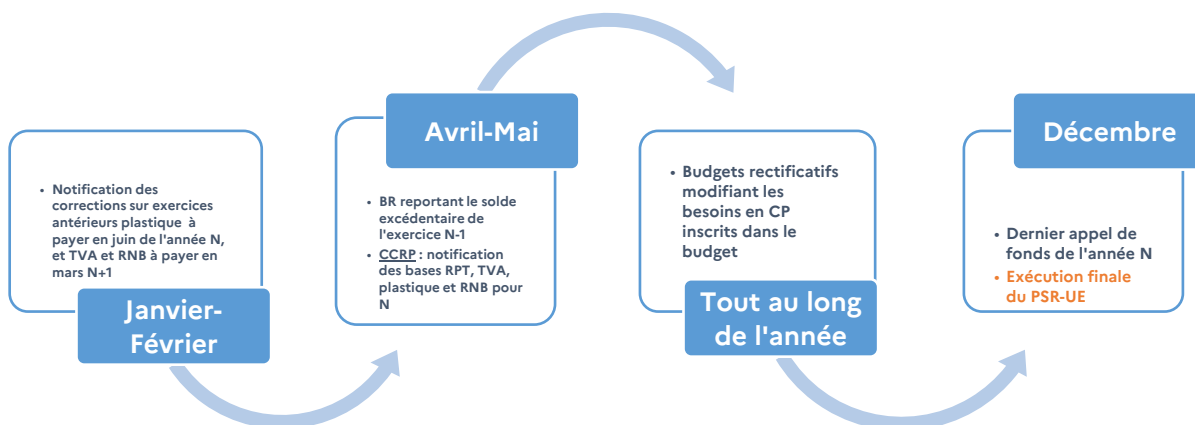 • Notification des
corrections sur exercices
antérieurs plastique à
payer en juin de l'année N,
et TVA et RNB à payer en
mars N+1
Janvier-
Février
Avril-Mai
• BR reportant le solde
excédentaire de
l'exercice N-1
• CCRP : notification
des bases RPT, TVA,
plastique et RNB pour
N
• Budgets rectificatifs
modifiant les
besoins en CP
inscrits dans le
budget
Tout au long
de l'année
Décembre
• Dernier appel de
fonds de l'année N
• Exécution finale
du PSR-UE